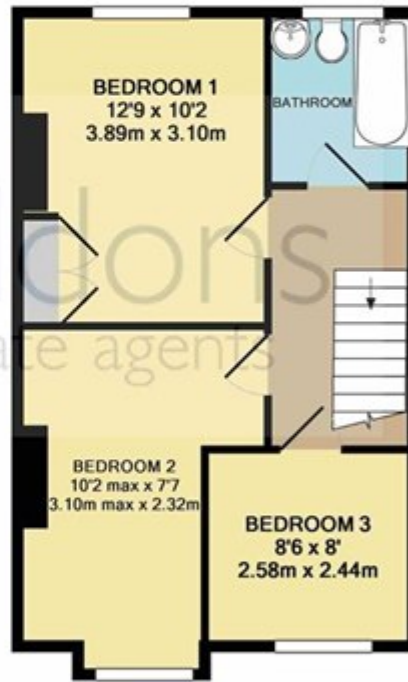 BEDROOM 1
12'9 x 10'2
3.89m x 3.10m
BATHROOM
dons
ate agents
BEDROOM 2
10'2 max x 7'7
3.10m max x 2.32m
BEDROOM 3
8'6 x 8'
2.58m x 2.44m